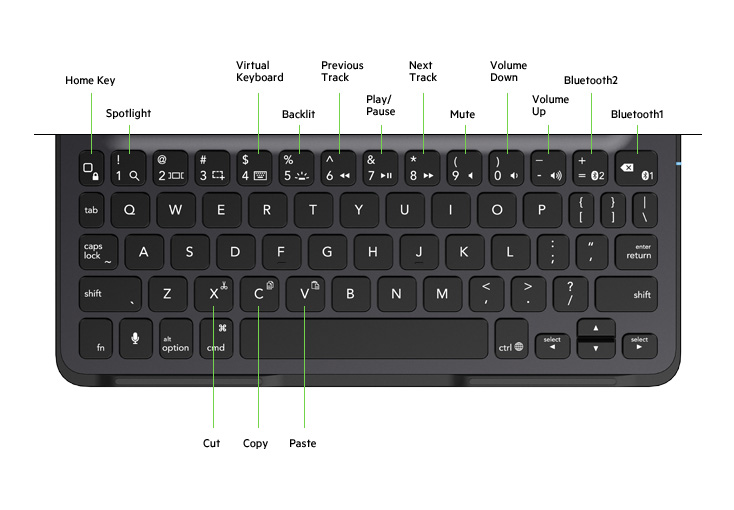 Home Key
Spotlight
Virtual
Keyboard
Backlit
Previous
Track
Play/
Pause
Next
Track
Mute
Volume
Down
Volume
Up
Bluetooth2
Bluetooth1
! @ # $ % ^ & * ( ) – +
1 2 3 4 5 6 7 8 9 0 - = 2 1
tab Q W E R T Y U I O P { } |
[ ] \
caps
lock ~ A S D F G H J K L : ; “ , enter
return
shift ` Z X C V B N M < , > . ? / shift
fn alt
option ⌘
cmd ctrl select
◄ ▲
▼ select
►
Cut
Copy
Paste